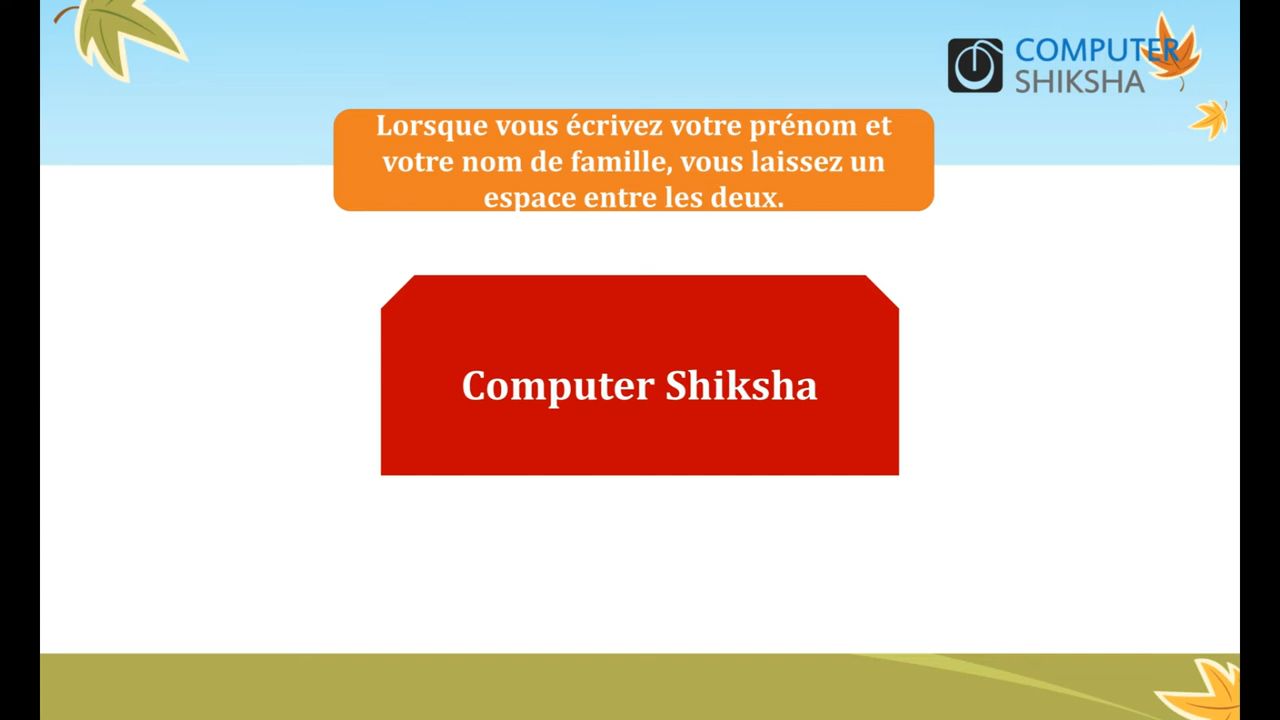 COMPUTER
SHIKSHA
Lorsque vous écrivez votre prénom et
votre nom de famille, vous laissez un
espace entre les deux.
Computer Shiksha